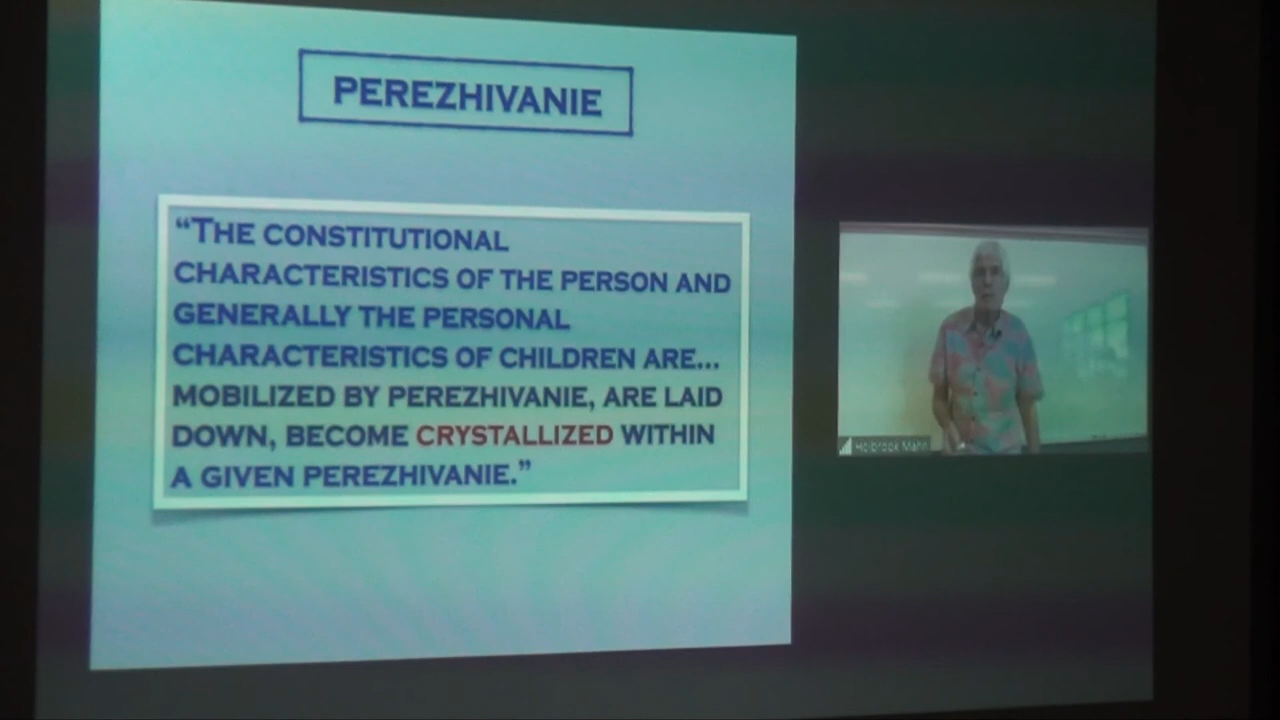 PEREZHIVANIE
“THE CONSTITUTIONAL
CHARACTERISTICS OF THE PERSON AND
GENERALLY THE PERSONAL
CHARACTERISTICS OF CHILDREN ARE...
MOBILIZED BY PEREZHIVANIE, ARE LAID
DOWN, BECOME CRYSTALLIZED WITHIN
A GIVEN PEREZHIVANIE.”
Holbrook Mahn